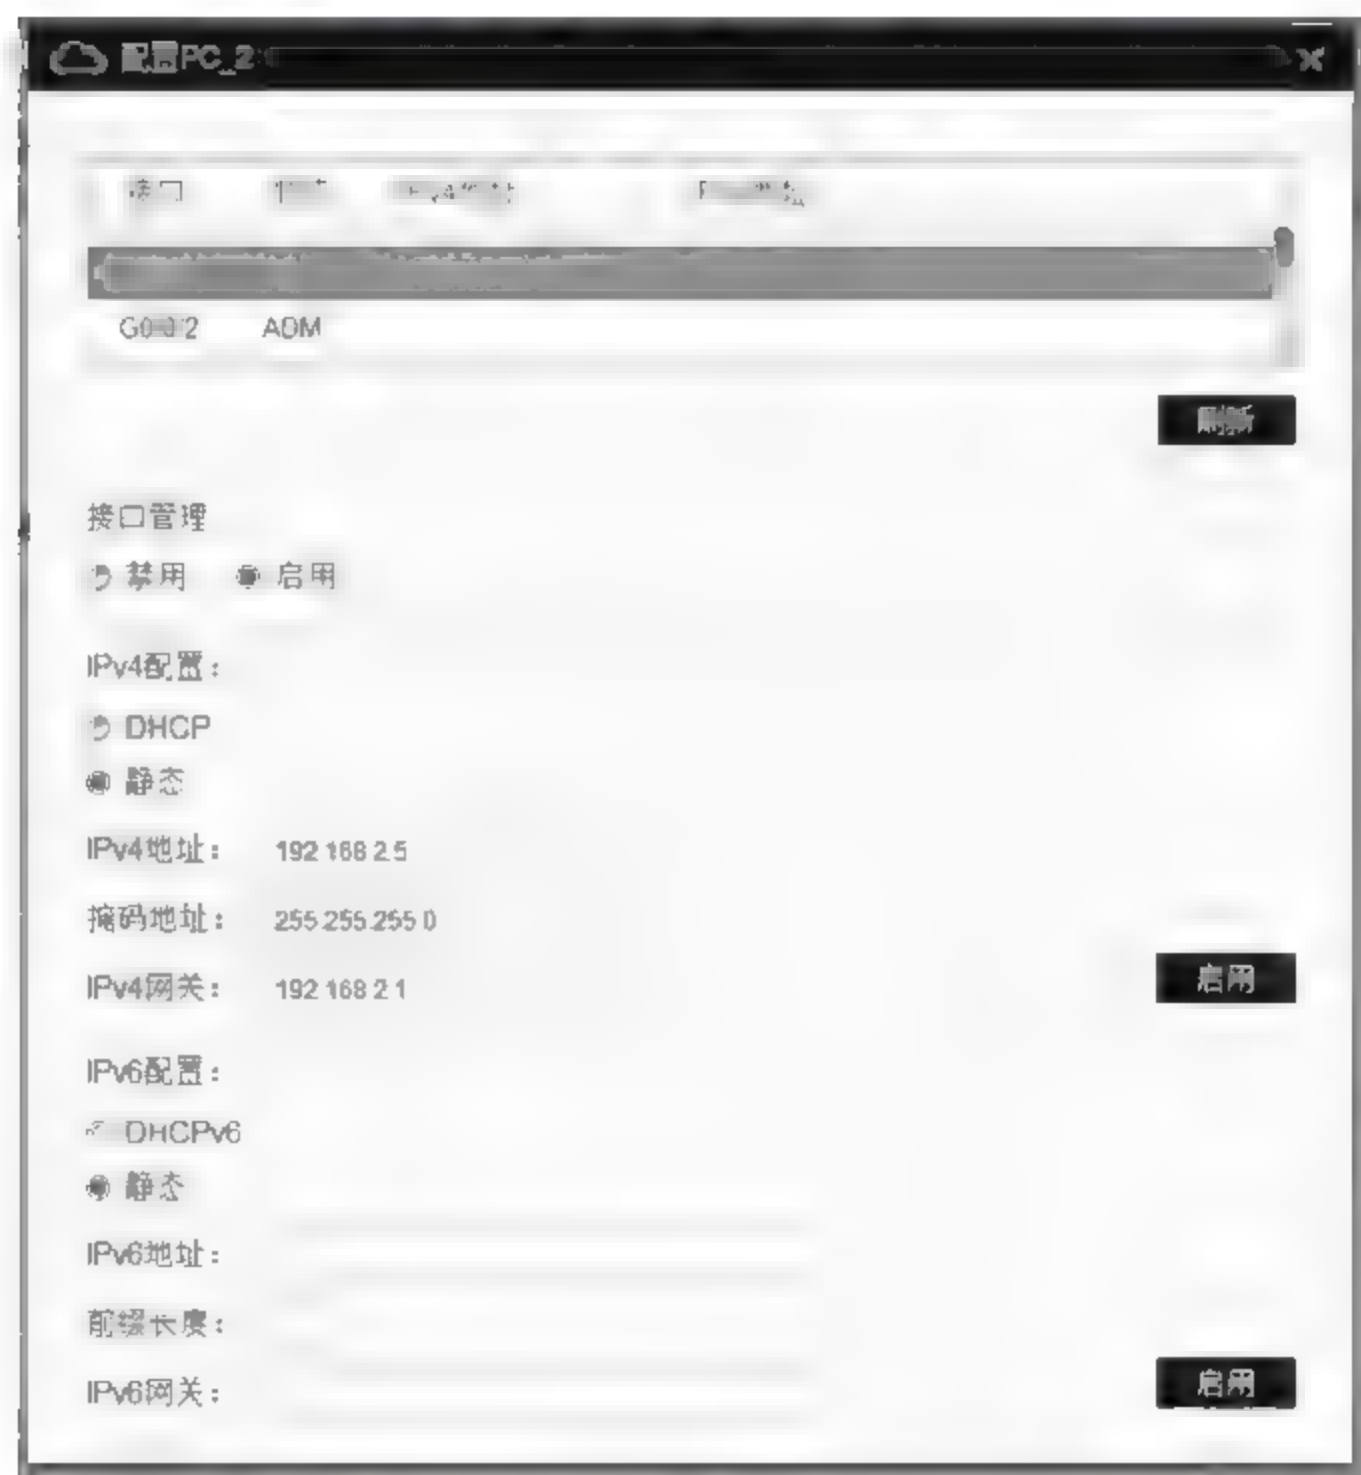 配置PC_2
接口
G0/0/2 ADM
刷新
接口管理
禁用 启用
IPv4配置：
DHCP
静态
IPv4地址： 192.168.2.5
掩码地址： 255.255.255.0
IPv4网关： 192.168.2.1
启用
IPv6配置：
DHCPv6
静态
IPv6地址：
前缀长度：
IPv6网关：
启用